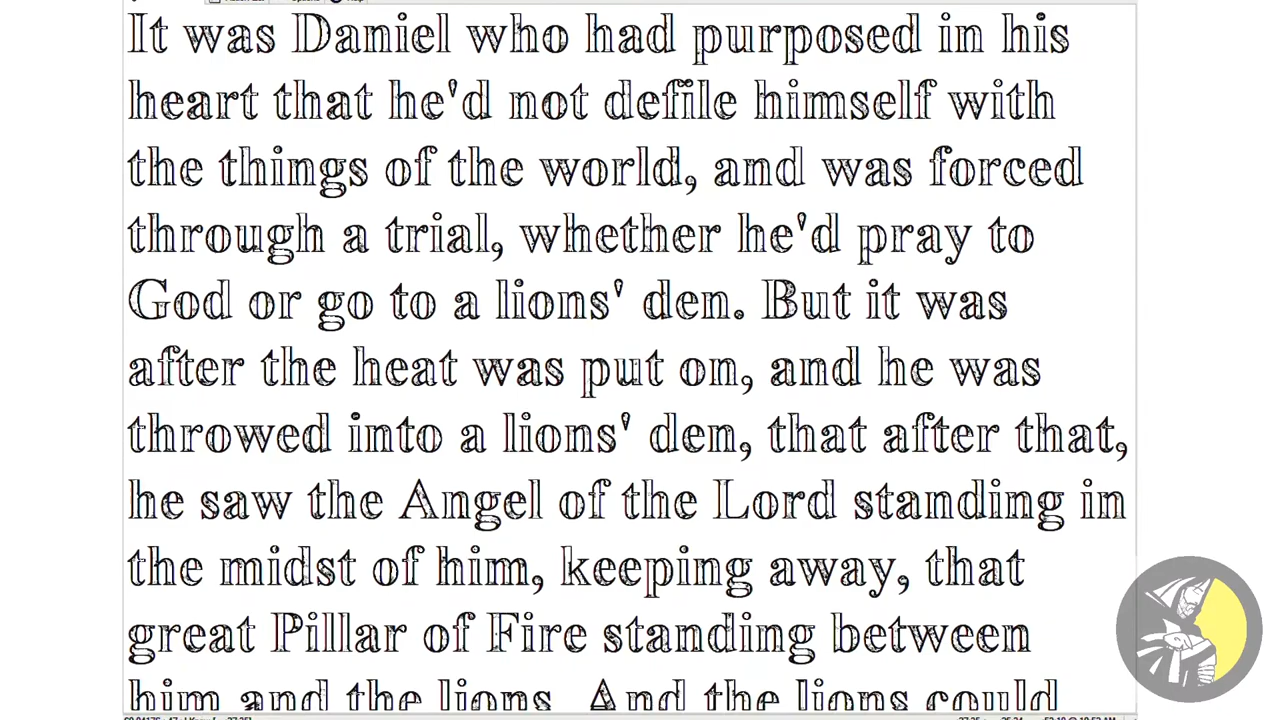 It was Daniel who had purposed in his
heart that he'd not defile himself with
the things of the world, and was forced
through a trial, whether he'd pray to
God or go to a lions' den. But it was
after the heat was put on, and he was
throwed into a lions' den, that after that,
he saw the Angel of the Lord standing in
the midst of him, keeping away, that
great Pillar of Fire standing between
him and the lions. And the lions could